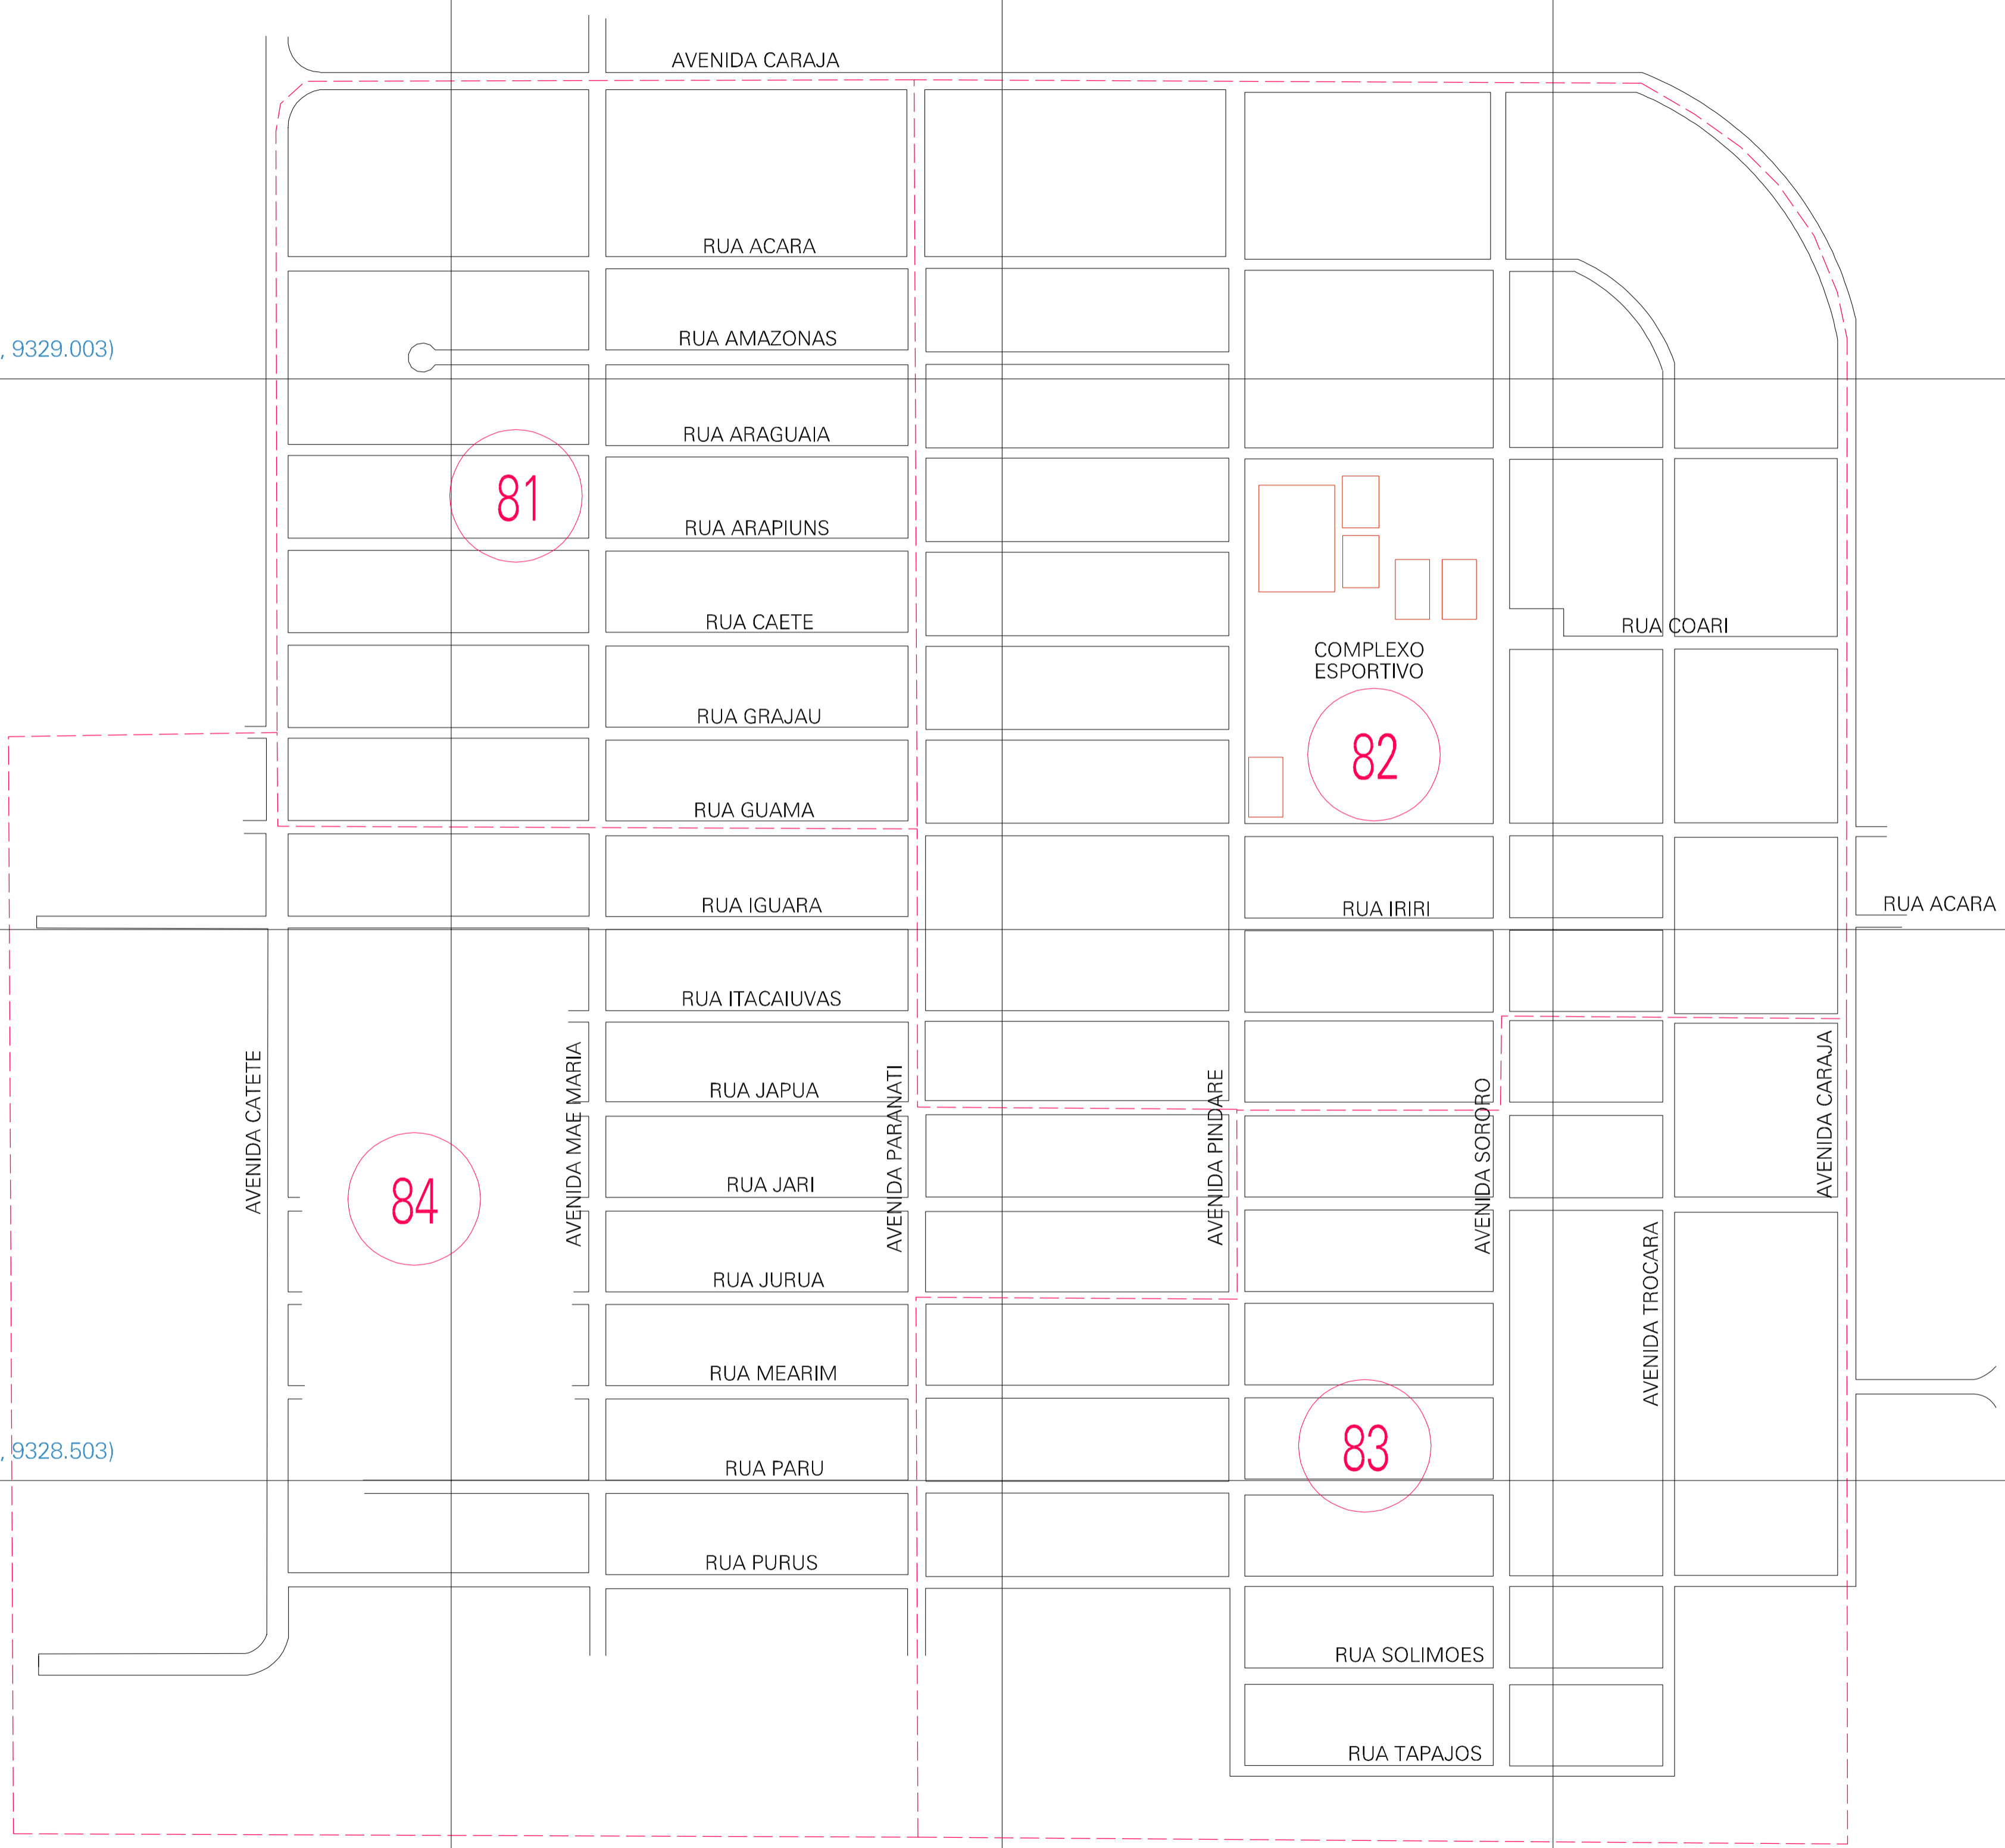 AVENIDA CARAJA
RUA ACARA
RUA AMAZONAS
, 9329.003)
RUA ARAGUAIA
81
RUA ARAPIUNS
RUA CAETE
RUA COARI
COMPLEXO
ESPORTIVO
RUA GRAJAU
82
RUA GUAMA
RUA IGUARA
RUA IRIRI
RUA ACARA
RUA ITACAIUVAS
AVENIDA CATETE
AVENIDA MAE MARIA
AVENIDA PARANATI
AVENIDA PINDARE
AVENIDA SORORO
AVENIDA CARAJA
RUA JAPUA
RUA JARI
84
AVENIDA TROCARA
RUA JURUA
RUA MEARIM
83
, 9328.503)
RUA PARU
RUA PURUS
RUA SOLIMOES
RUA TAPAJOS